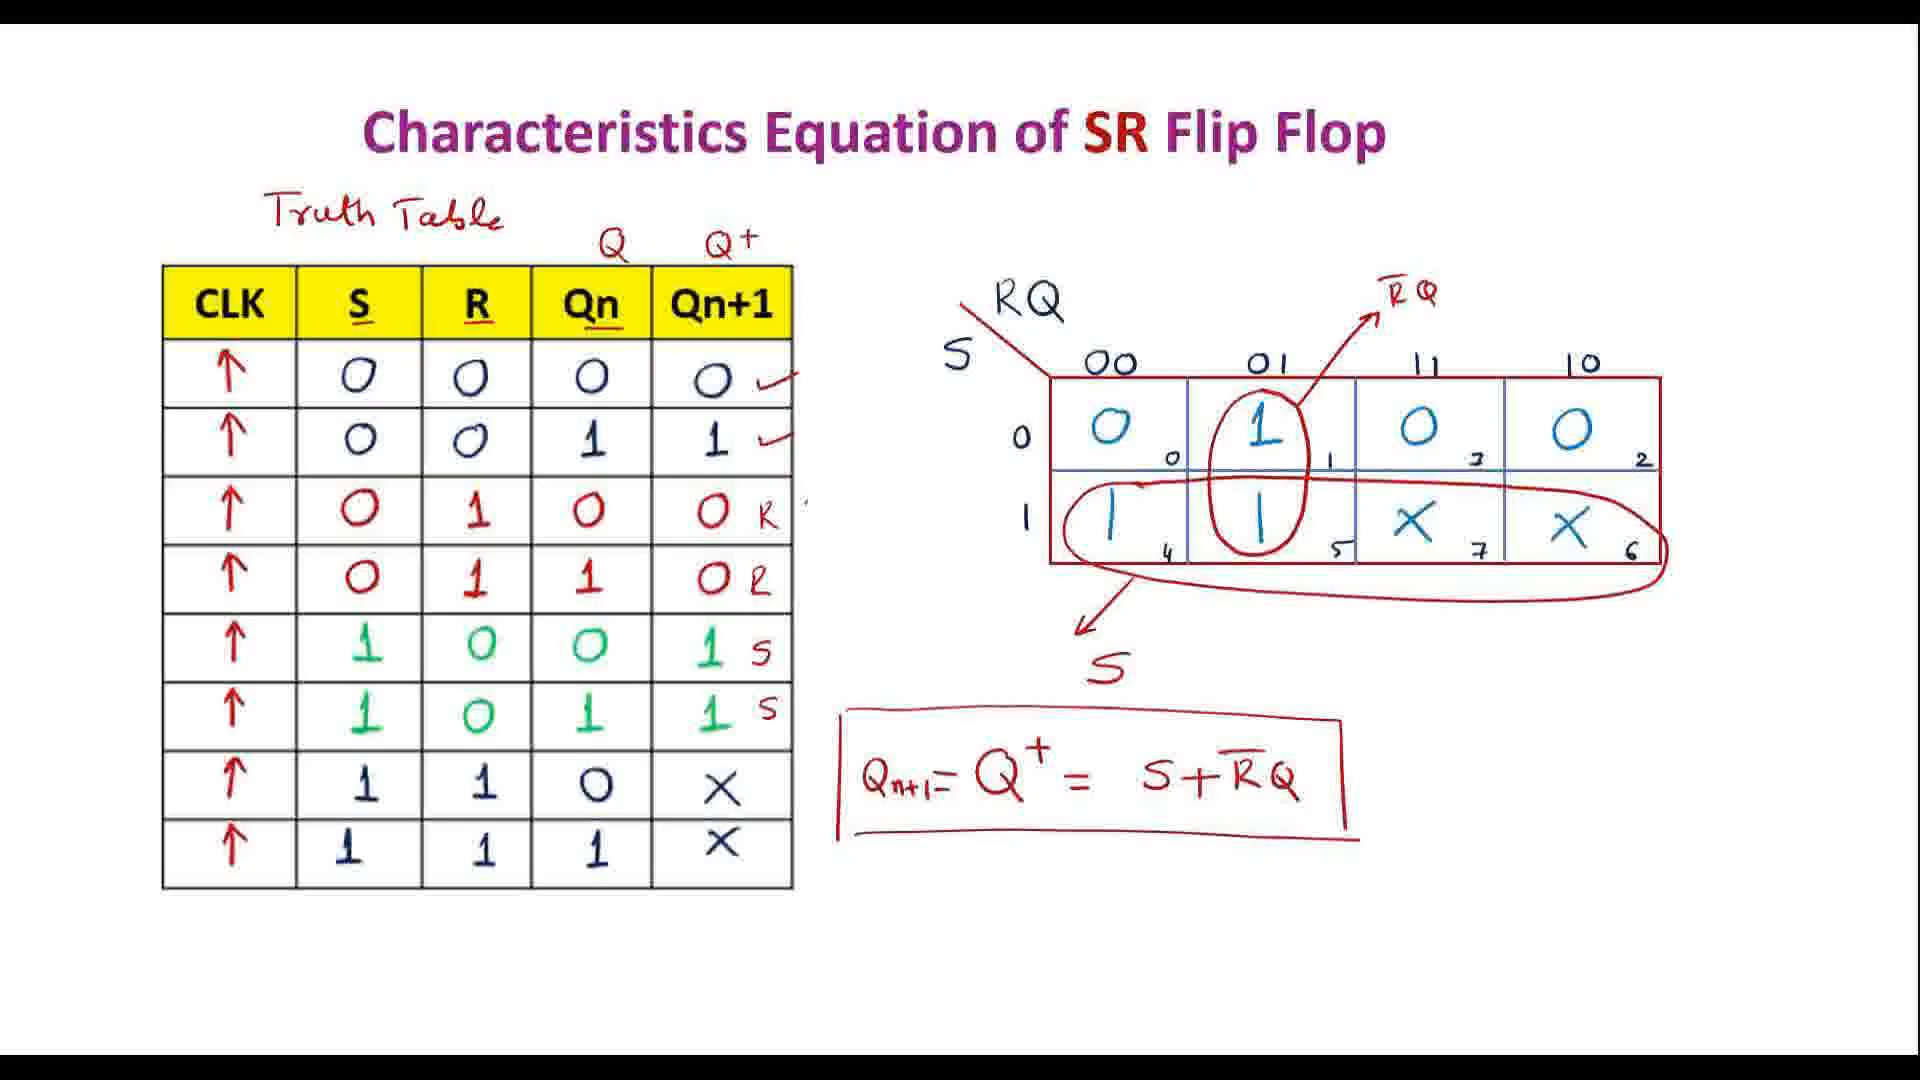 Characteristics Equation of SR Flip Flop
Truth Table
Q Q+
CLK S R Qn Qn+1
↑ 0 0 0 0 ✓
↑ 0 0 1 1 ✓
↑ 0 1 0 0 R
↑ 0 1 1 0 R
↑ 1 0 0 1 S
↑ 1 0 1 1 S
↑ 1 1 0 X
↑ 1 1 1 X
RQ
S
R̅Q
00 01 11 10
0 0 0 1 1 0 3 0 2
1 1 4 1 5 X 7 X 6
S
Qn+1 = Q+ = S + R̅Q